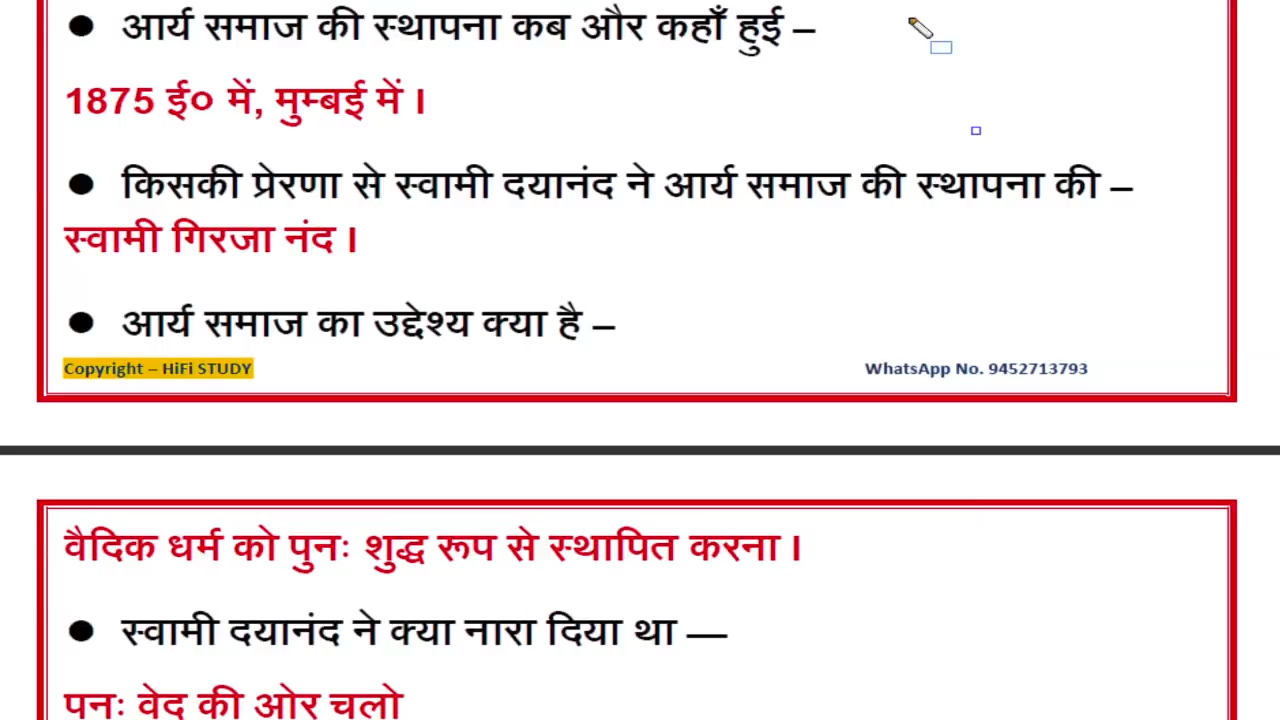 ● आर्य समाज की स्थापना कब और कहाँ हुई –
1875 ई० में, मुम्बई में।
● किसकी प्रेरणा से स्वामी दयानंद ने आर्य समाज की स्थापना की –
स्वामी गिरजा नंद।
● आर्य समाज का उद्देश्य क्या है –
Copyright – HiFi STUDY
WhatsApp No. 9452713793
वैदिक धर्म को पुनः शुद्ध रूप से स्थापित करना।
● स्वामी दयानंद ने क्या नारा दिया था —
पनः वेद की ओर चलो